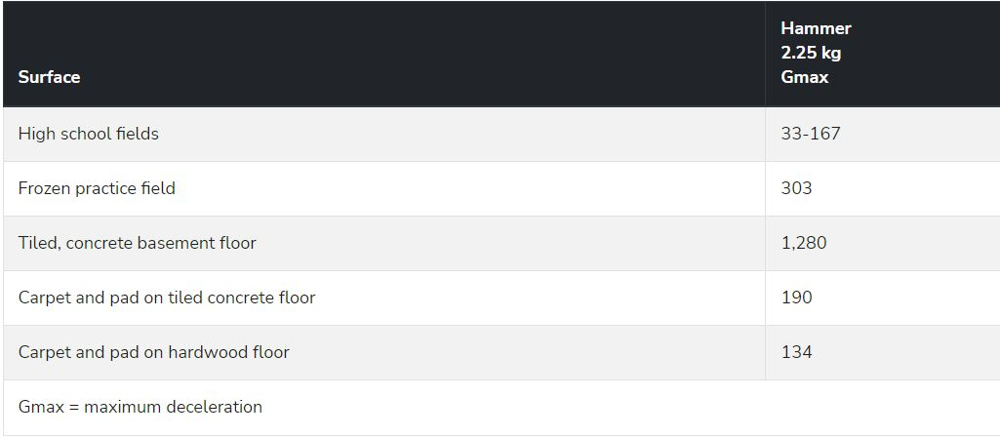 Surface
Hammer
2.25 kg
Gmax
High school fields 33-167
Frozen practice field 303
Tiled, concrete basement floor 1,280
Carpet and pad on tiled concrete floor 190
Carpet and pad on hardwood floor 134
Gmax = maximum deceleration